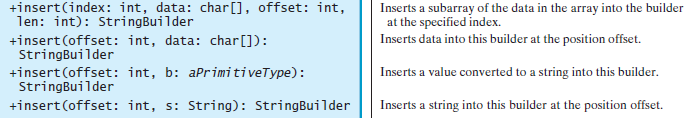 +insert(index: int, data: char[], offset: int,
len: int): StringBuilder
Inserts a subarray of the data in the array into the builder
at the specified index.
+insert(offset: int, data: char[]):
StringBuilder
Inserts data into this builder at the position offset.
+insert(offset: int, b: aPrimitiveType):
StringBuilder
Inserts a value converted to a string into this builder.
+insert(offset: int, s: String): StringBuilder
Inserts a string into this builder at the position offset.